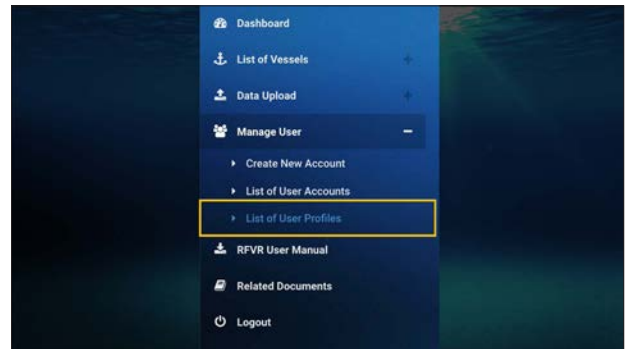 Dashboard
List of Vessels
Data Upload
Manage User
Create New Account
List of User Accounts
List of User Profiles
RFVR User Manual
Related Documents
Logout